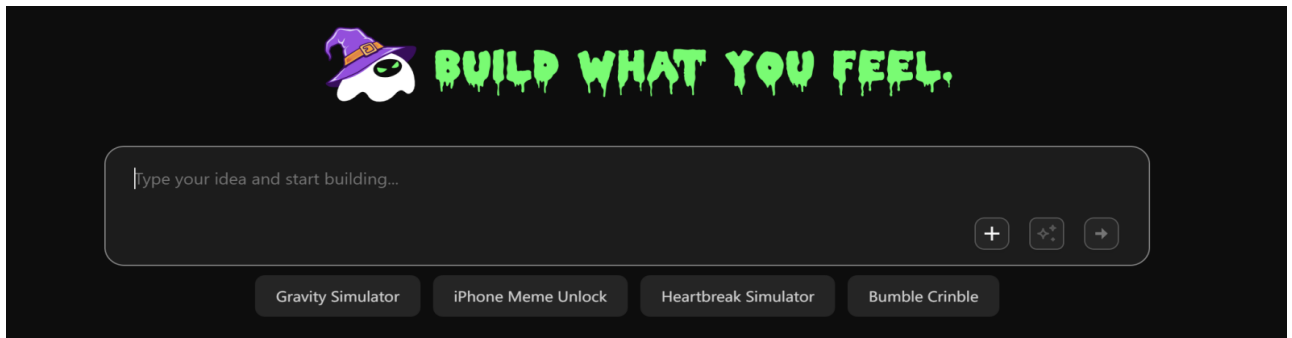 BUILD WHAT YOU FEEL.
Type your idea and start building...
Gravity Simulator
iPhone Meme Unlock
Heartbreak Simulator
Bumble Crinble